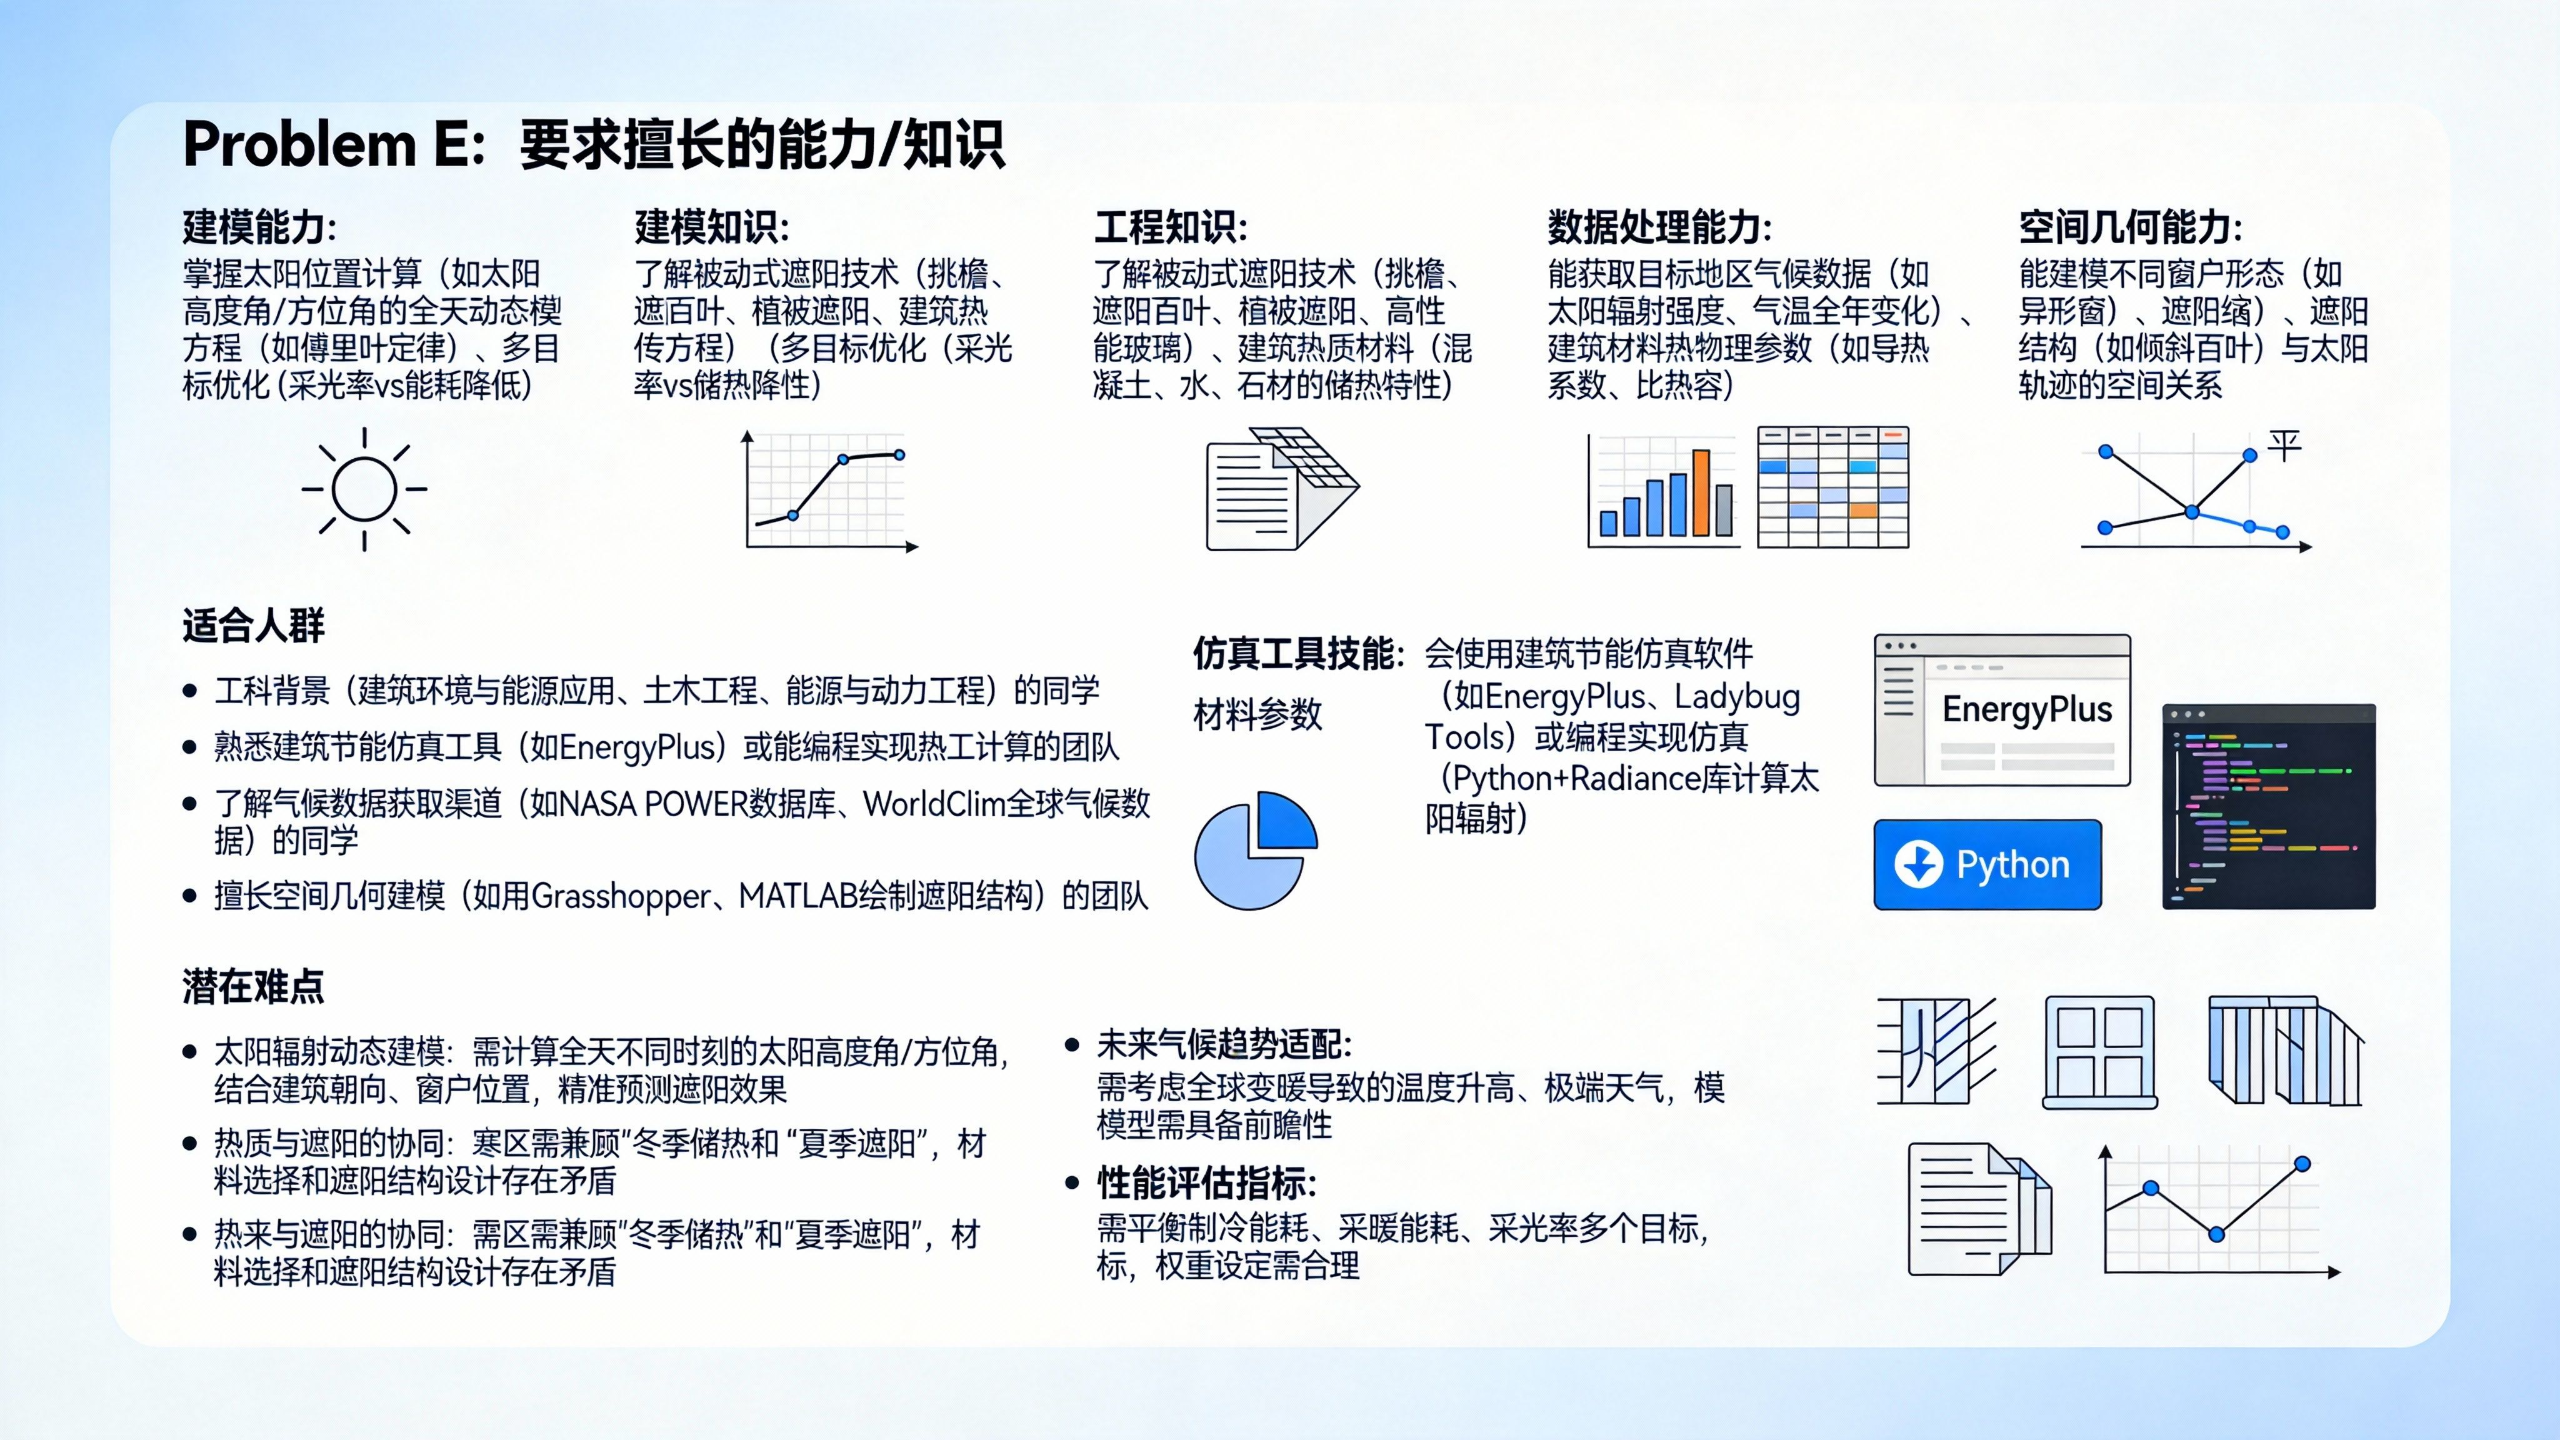 Problem E：要求擅长的能力/知识
建模能力：
掌握太阳位置计算（如太阳
高度角/方位角的全天动态模
方程（如傅里叶定律）、多目
标优化 (采光率vs能耗降低）
建模知识：
了解被动式遮阳技术（挑檐、
遮百叶、植被遮阳、建筑热
传方程）（多目标优化（采光
率vs储热降性）
工程知识：
了解被动式遮阳技术（挑檐、
遮阳百叶、植被遮阳、高性
能玻璃）、建筑热质材料（混
凝土、水、石材的储热特性）
数据处理能力：
能获取目标地区气候数据（如
太阳辐射强度、气温全年变化）、
建筑材料热物理参数（如导热
系数、比热容）
空间几何能力：
能建模不同窗户形态（如
异形窗）、遮阳缩）、遮阳
结构（如倾斜百叶）与太阳
轨迹的空间关系
平
适合人群
• 工科背景（建筑环境与能源应用、土木工程、能源与动力工程）的同学
• 熟悉建筑节能仿真工具（如EnergyPlus）或能编程实现热工计算的团队
• 了解气候数据获取渠道（如NASA POWER数据库、WorldClim全球气候数
据）的同学
• 擅长空间几何建模（如用Grasshopper、MATLAB绘制遮阳结构）的团队
仿真工具技能：
材料参数
会使用建筑节能仿真软件
（如EnergyPlus、Ladybug
Tools）或编程实现仿真
（Python+Radiance库计算太
阳辐射）
EnergyPlus
Python
潜在难点
• 太阳辐射动态建模：需计算全天不同时刻的太阳高度角/方位角，
结合建筑朝向、窗户位置，精准预测遮阳效果
• 热质与遮阳的协同：寒区需兼顾"冬季储热和 “夏季遮阳”，材
料选择和遮阳结构设计存在矛盾
• 热来与遮阳的协同：需区需兼顾"冬季储热"和“夏季遮阳”，材
料选择和遮阳结构设计存在矛盾
• 未来气候趋势适配：
需考虑全球变暖导致的温度升高、极端天气，模
模型需具备前瞻性
• 性能评估指标：
需平衡制冷能耗、采暖能耗、采光率多个目标，
标，权重设定需合理